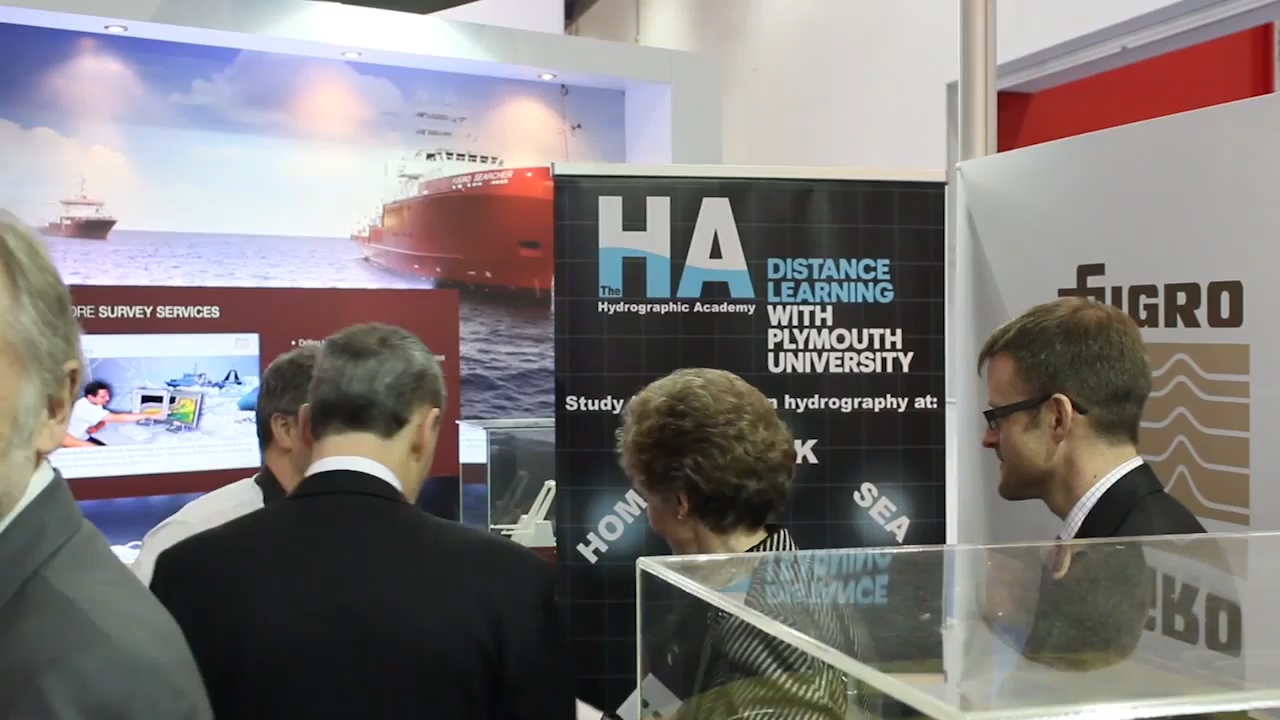 FUGRO SEARCHER
HA
The
Hydrographic Academy
DISTANCE
LEARNING
WITH
PLYMOUTH
UNIVERSITY
Study hydrography at:
HOM
SEA
SURVEY SERVICES
FUGRO